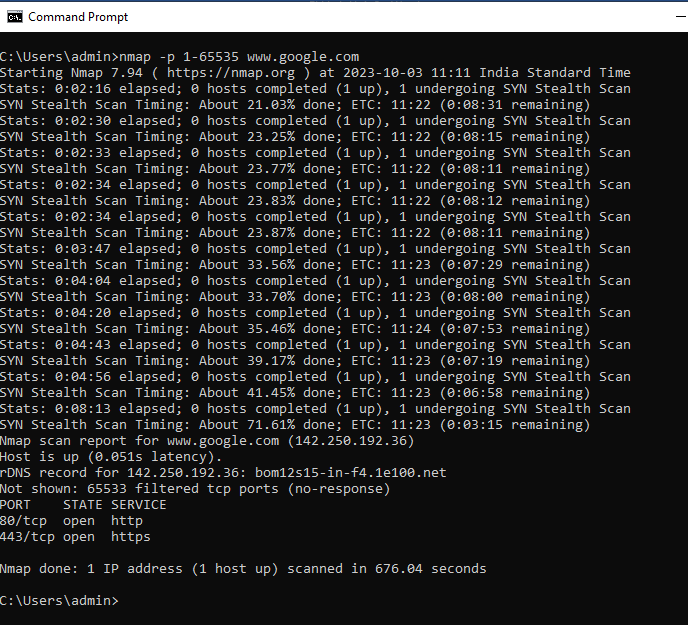 Command Prompt
C:\Users\admin>nmap -p 1-65535 www.google.com
Starting Nmap 7.94 ( https://nmap.org ) at 2023-10-03 11:11 India Standard Time
Stats: 0:02:16 elapsed; 0 hosts completed (1 up), 1 undergoing SYN Stealth Scan
SYN Stealth Scan Timing: About 21.03% done; ETC: 11:22 (0:08:31 remaining)
Stats: 0:02:30 elapsed; 0 hosts completed (1 up), 1 undergoing SYN Stealth Scan
SYN Stealth Scan Timing: About 23.25% done; ETC: 11:22 (0:08:15 remaining)
Stats: 0:02:33 elapsed; 0 hosts completed (1 up), 1 undergoing SYN Stealth Scan
SYN Stealth Scan Timing: About 23.77% done; ETC: 11:22 (0:08:11 remaining)
Stats: 0:02:34 elapsed; 0 hosts completed (1 up), 1 undergoing SYN Stealth Scan
SYN Stealth Scan Timing: About 23.83% done; ETC: 11:22 (0:08:12 remaining)
Stats: 0:02:34 elapsed; 0 hosts completed (1 up), 1 undergoing SYN Stealth Scan
SYN Stealth Scan Timing: About 23.87% done; ETC: 11:22 (0:08:11 remaining)
Stats: 0:03:47 elapsed; 0 hosts completed (1 up), 1 undergoing SYN Stealth Scan
SYN Stealth Scan Timing: About 33.56% done; ETC: 11:23 (0:07:29 remaining)
Stats: 0:04:04 elapsed; 0 hosts completed (1 up), 1 undergoing SYN Stealth Scan
SYN Stealth Scan Timing: About 33.70% done; ETC: 11:23 (0:08:00 remaining)
Stats: 0:04:20 elapsed; 0 hosts completed (1 up), 1 undergoing SYN Stealth Scan
SYN Stealth Scan Timing: About 35.46% done; ETC: 11:24 (0:07:53 remaining)
Stats: 0:04:43 elapsed; 0 hosts completed (1 up), 1 undergoing SYN Stealth Scan
SYN Stealth Scan Timing: About 39.17% done; ETC: 11:23 (0:07:19 remaining)
Stats: 0:04:56 elapsed; 0 hosts completed (1 up), 1 undergoing SYN Stealth Scan
SYN Stealth Scan Timing: About 41.45% done; ETC: 11:23 (0:06:58 remaining)
Stats: 0:08:13 elapsed; 0 hosts completed (1 up), 1 undergoing SYN Stealth Scan
SYN Stealth Scan Timing: About 71.61% done; ETC: 11:23 (0:03:15 remaining)
Nmap scan report for www.google.com (142.250.192.36)
Host is up (0.051s latency).
rDNS record for 142.250.192.36: bom12s15-in-f4.1e100.net
Not shown: 65533 filtered tcp ports (no-response)
PORT    STATE SERVICE
80/tcp  open  http
443/tcp open  https
Nmap done: 1 IP address (1 host up) scanned in 676.04 seconds
C:\Users\admin>